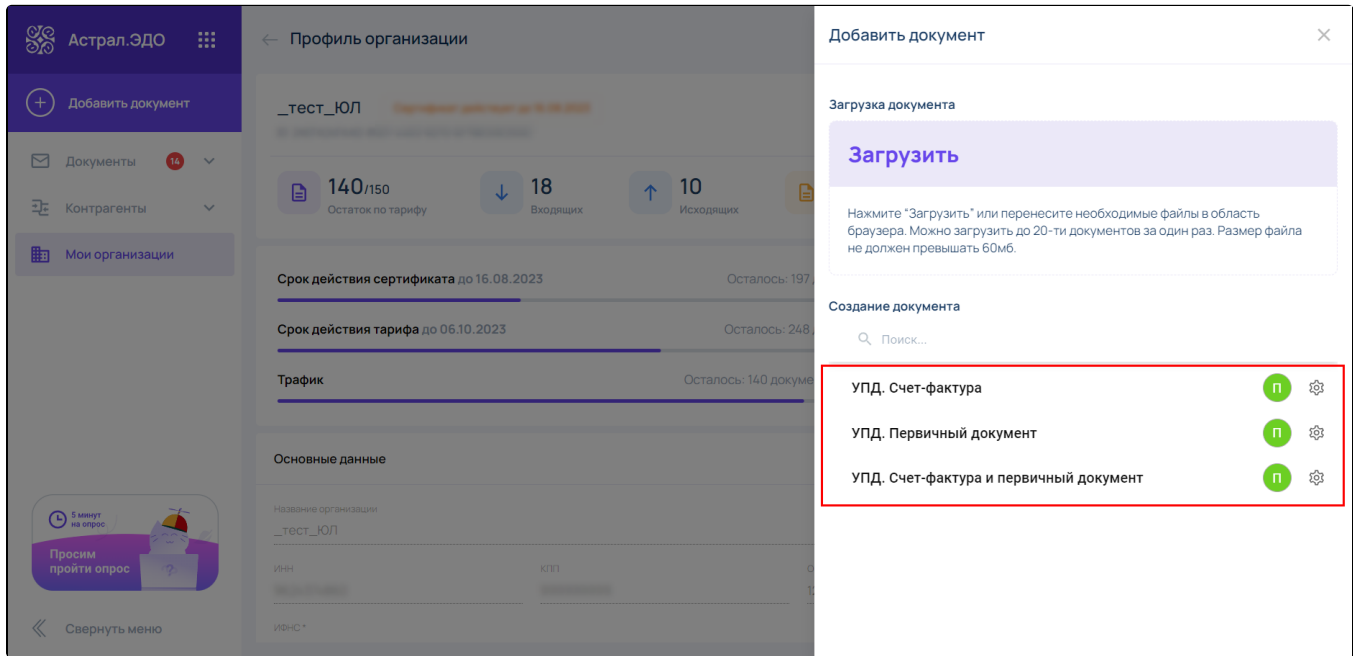 Астрал.ЭДО
Добавить документ
Документы 14
Контрагенты
Мои организации
5 минут
на опрос
Просим
пройти опрос
?
Свернуть меню
Профиль организации
_тест_ЮЛ
140/150
Остаток по тарифу
18
Входящих
10
Исходящих
Срок действия сертификата до 16.08.2023 Осталось: 197
Срок действия тарифа до 06.10.2023 Осталось: 248
Трафик Осталось: 140 докуме
Основные данные
Название организации
_тест_ЮЛ
ИНН КПП
ИФНС *
Добавить документ
Загрузка документа
Загрузить
Нажмите “Загрузить” или перенесите необходимые файлы в область
браузера. Можно загрузить до 20-ти документов за один раз. Размер файла
не должен превышать 60мб.
Создание документа
Поиск...
УПД. Счет-фактура П
УПД. Первичный документ П
УПД. Счет-фактура и первичный документ П